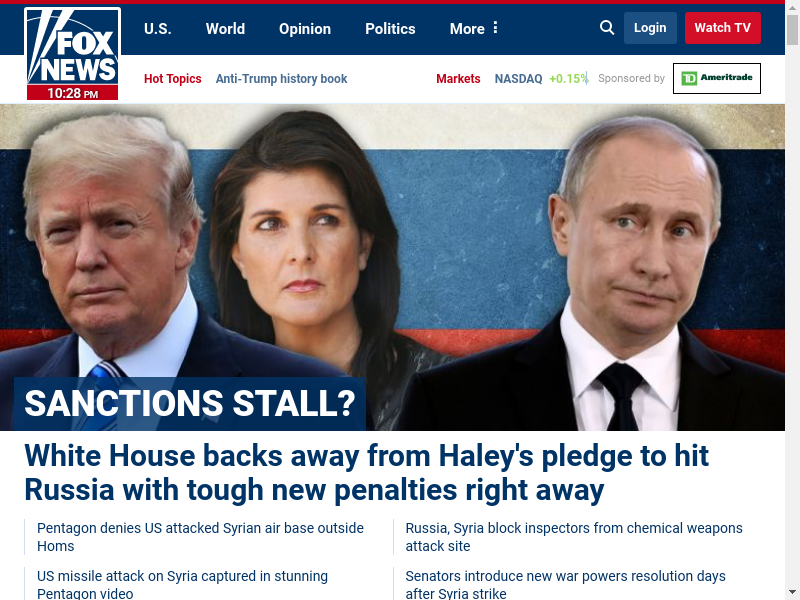 U.S. World Opinion Politics More Login Watch TV
FOX
NEWS
10:28 PM
Hot Topics Anti-Trump history book Markets NASDAQ +0.15% Sponsored by TD Ameritrade
SANCTIONS STALL?
White House backs away from Haley's pledge to hit
Russia with tough new penalties right away
Pentagon denies US attacked Syrian air base outside
Homs
Russia, Syria block inspectors from chemical weapons
attack site
US missile attack on Syria captured in stunning
Pentagon video
Senators introduce new war powers resolution days
after Syria strike